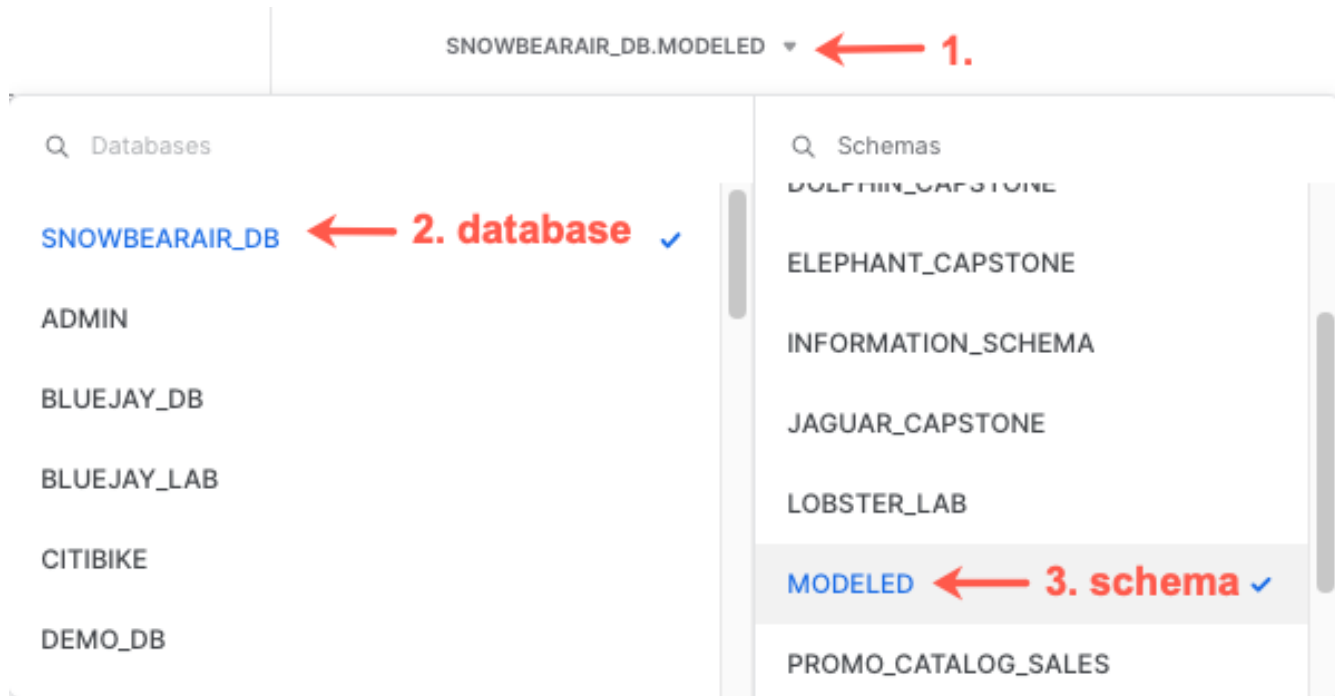 SNOWBEARAIR_DB.MODELED
1.
Databases
SNOWBEARAIR_DB
2. database
ADMIN
BLUEJAY_DB
BLUEJAY_LAB
CITIBIKE
DEMO_DB
Schemas
DOLPHIN_CAPSTONE
ELEPHANT_CAPSTONE
INFORMATION_SCHEMA
JAGUAR_CAPSTONE
LOBSTER_LAB
MODELED
3. schema
PROMO_CATALOG_SALES